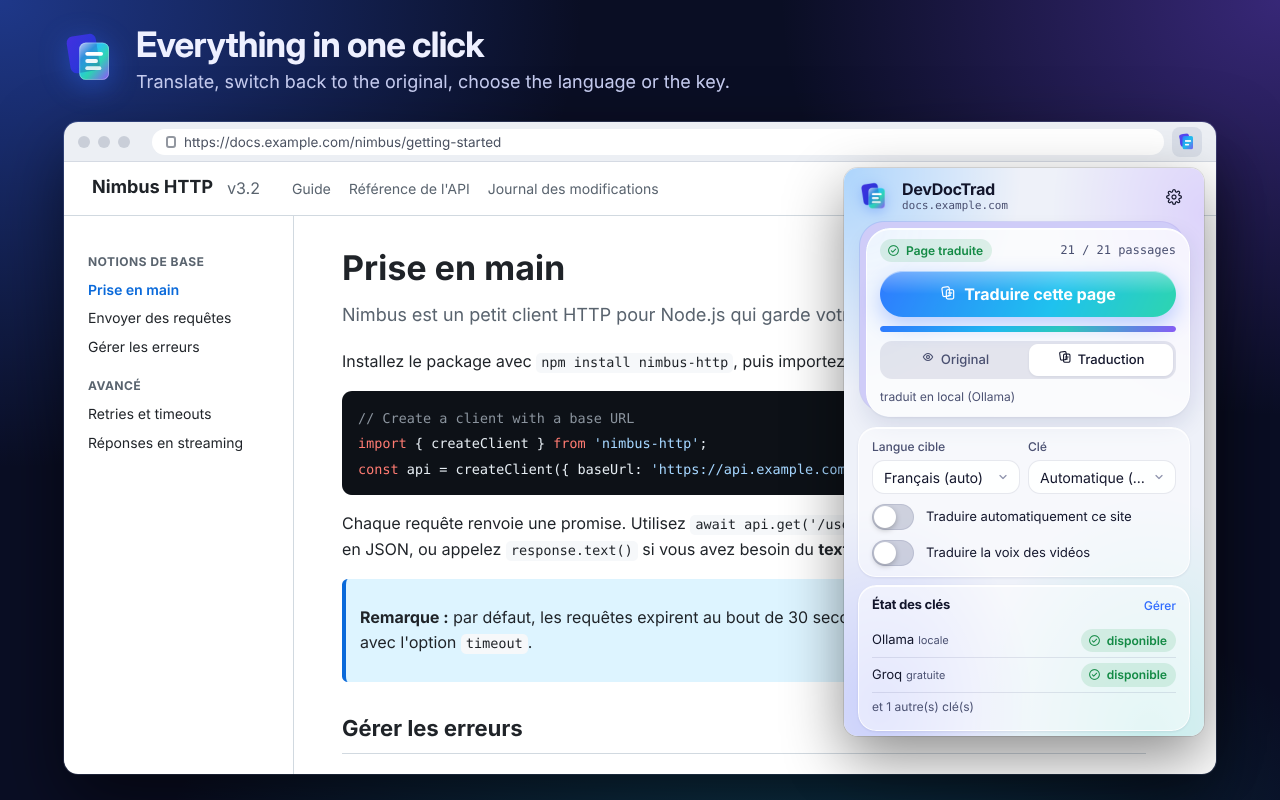 Everything in one click
Translate, switch back to the original, choose the language or the key.
https://docs.example.com/nimbus/getting-started
Nimbus HTTP v3.2 Guide Référence de l'API Journal des modifications
NOTIONS DE BASE
Prise en main
Envoyer des requêtes
Gérer les erreurs
AVANCÉ
Retries et timeouts
Réponses en streaming
Prise en main
Nimbus est un petit client HTTP pour Node.js qui garde
Installez le package avec npm install nimbus-http, puis importez
// Create a client with a base URL
import { createClient } from 'nimbus-http';
const api = createClient({ baseUrl: 'https://api.example.com
Chaque requête renvoie une promise. Utilisez await api.get('/use
en JSON, ou appelez response.text() si vous avez besoin du
Remarque : par défaut, les requêtes expirent au bout de 30
avec l'option timeout.
Gérer les erreurs
DevDocTrad
docs.example.com
Page traduite 21 / 21 passages
Traduire cette page
Original Traduction
traduit en local (Ollama)
Langue cible Clé
Français (auto) Automatique (...
Traduire automatiquement ce site
Traduire la voix des vidéos
État des clés Gérer
Ollama locale disponible
Groq gratuite disponible
et 1 autre(s) clé(s)